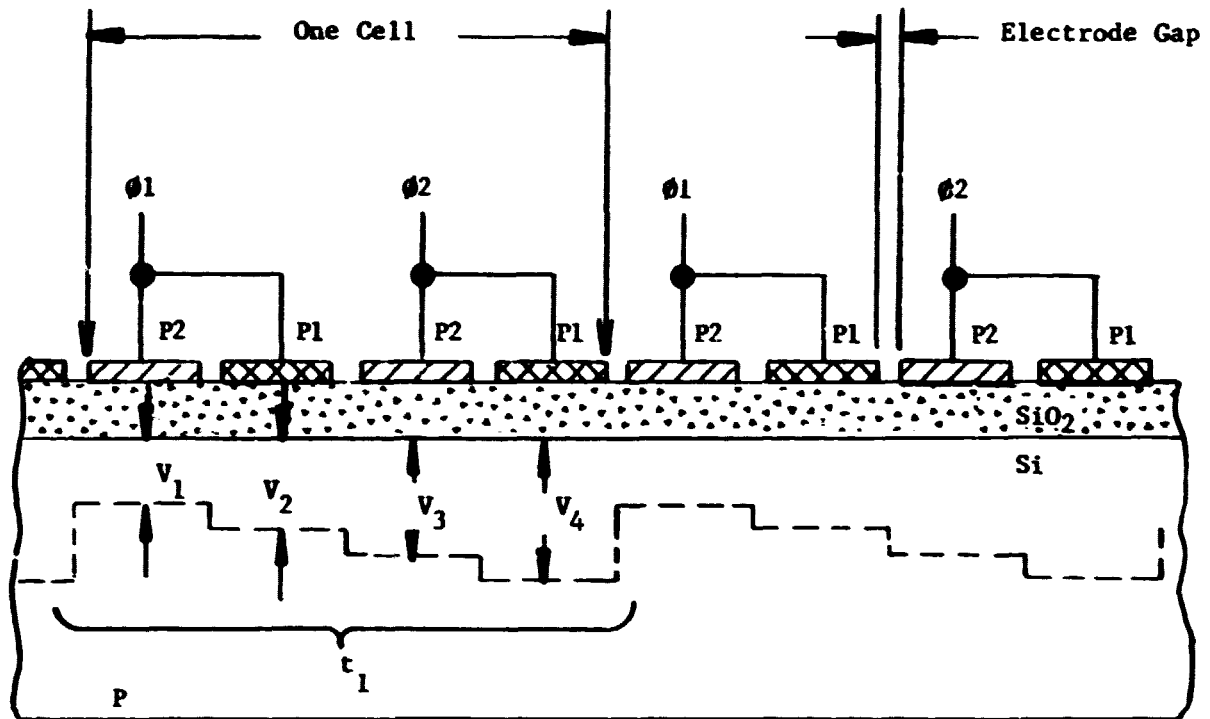 One Cell
Electrode Gap
ø1 ø2 ø1 ø2
P2 P1 P2 P1 P2 P1 P2 P1
SiO2
Si
V1 V2 V3 V4
t1
P